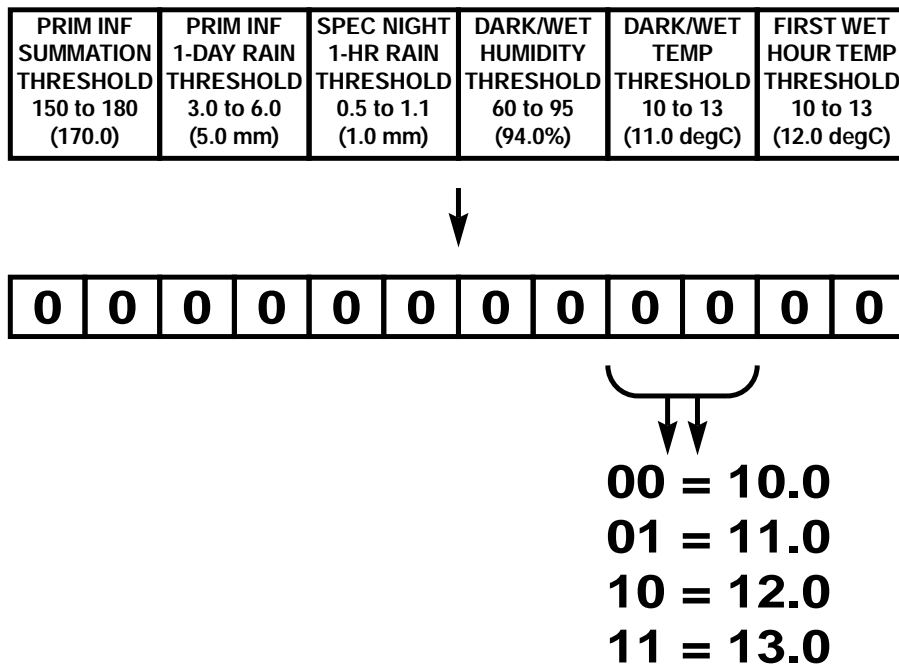 PRIM INF SUMMATION THRESHOLD 150 to 180 (170.0)
PRIM INF 1-DAY RAIN THRESHOLD 3.0 to 6.0 (5.0 mm)
SPEC NIGHT 1-HR RAIN THRESHOLD 0.5 to 1.1 (1.0 mm)
DARK/WET HUMIDITY THRESHOLD 60 to 95 (94.0%)
DARK/WET TEMP THRESHOLD 10 to 13 (11.0 degC)
FIRST WET HOUR TEMP THRESHOLD 10 to 13 (12.0 degC)
0 0 0 0 0 0 0 0 0 0 0 0
00 = 10.0
01 = 11.0
10 = 12.0
11 = 13.0